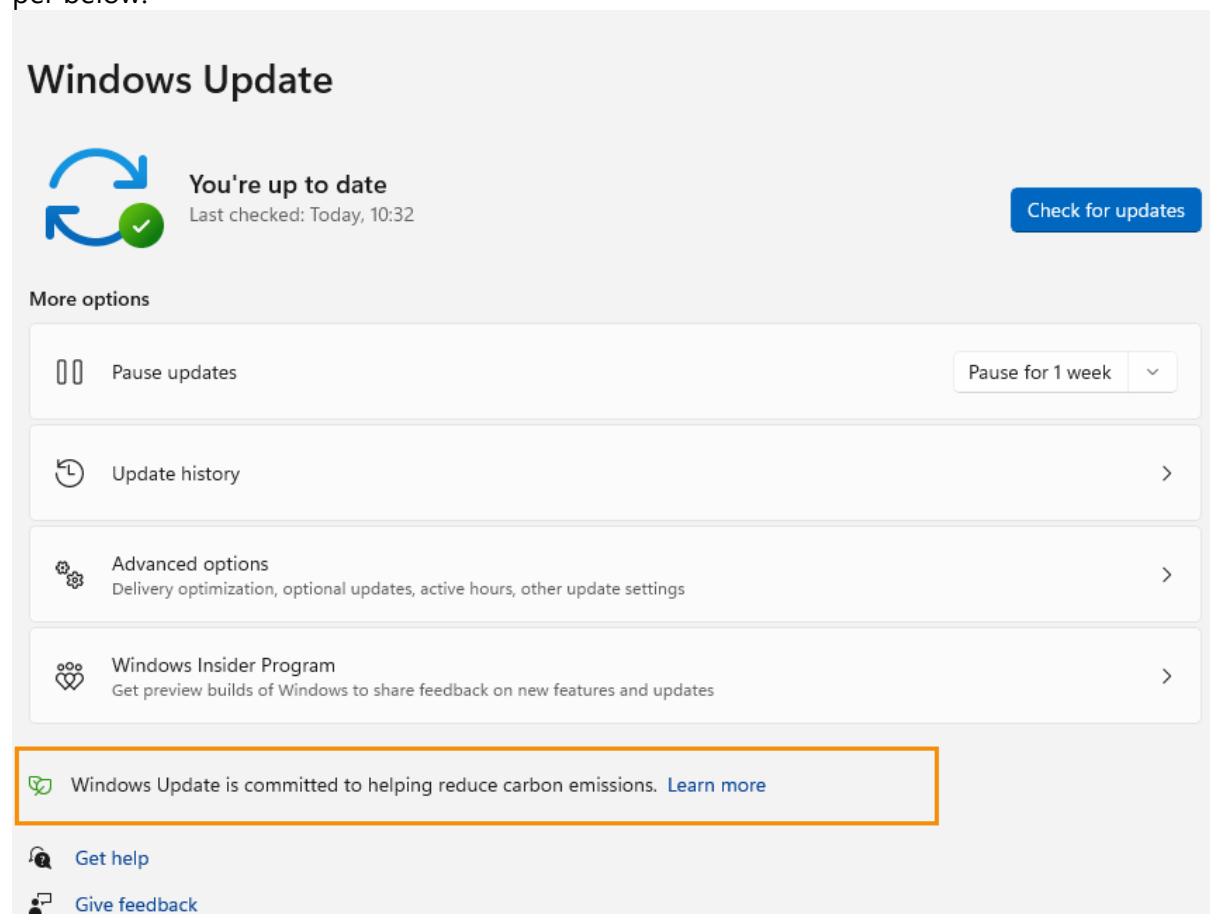 per below:
Windows Update
You're up to date
Last checked: Today, 10:32
Check for updates
More options
Pause updates
Pause for 1 week
Update history
Advanced options
Delivery optimization, optional updates, active hours, other update settings
Windows Insider Program
Get preview builds of Windows to share feedback on new features and updates
Windows Update is committed to helping reduce carbon emissions. Learn more
Get help
Give feedback